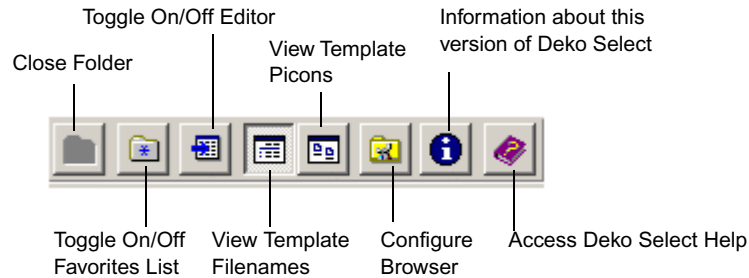 Toggle On/Off Editor
Information about this
version of Deko Select
View Template
Picons
Close Folder
Toggle On/Off
Favorites List
View Template
Filenames
Configure
Browser
Access Deko Select Help